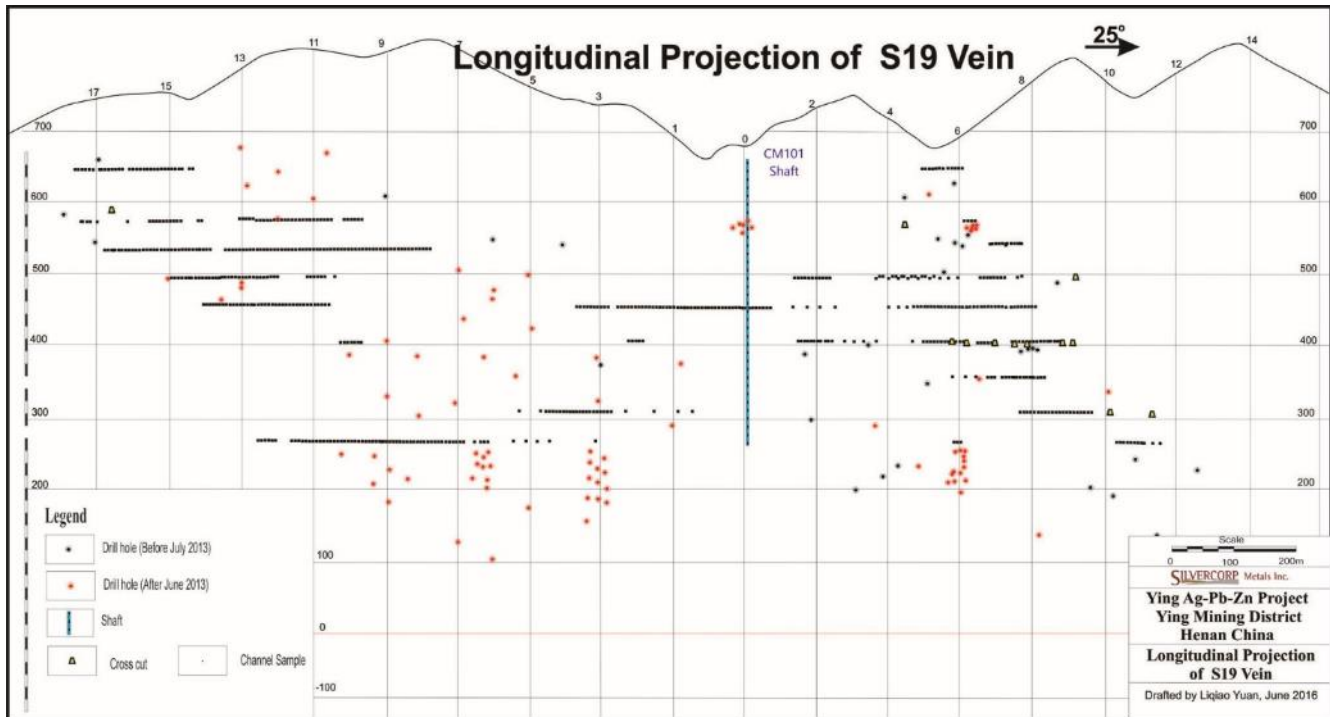 Longitudinal Projection of S19 Vein
25°
14
13
11
9
7
8
17
15
5
3
2
10
12
4
1
0
6
700
700
CM101
Shaft
600
600
500
500
400
400
300
300
200
200
Legend
Drill hole (Before July 2013)
100
Drill hole (After June 2013)
Shaft
0
Cross cut
Channel Sample
-100
Scale
0 100 200m
SILVERCORP Metals Inc.
Ying Ag-Pb-Zn Project
Ying Mining District
Henan China
Longitudinal Projection
of S19 Vein
Drafted by Liqiao Yuan, June 2016